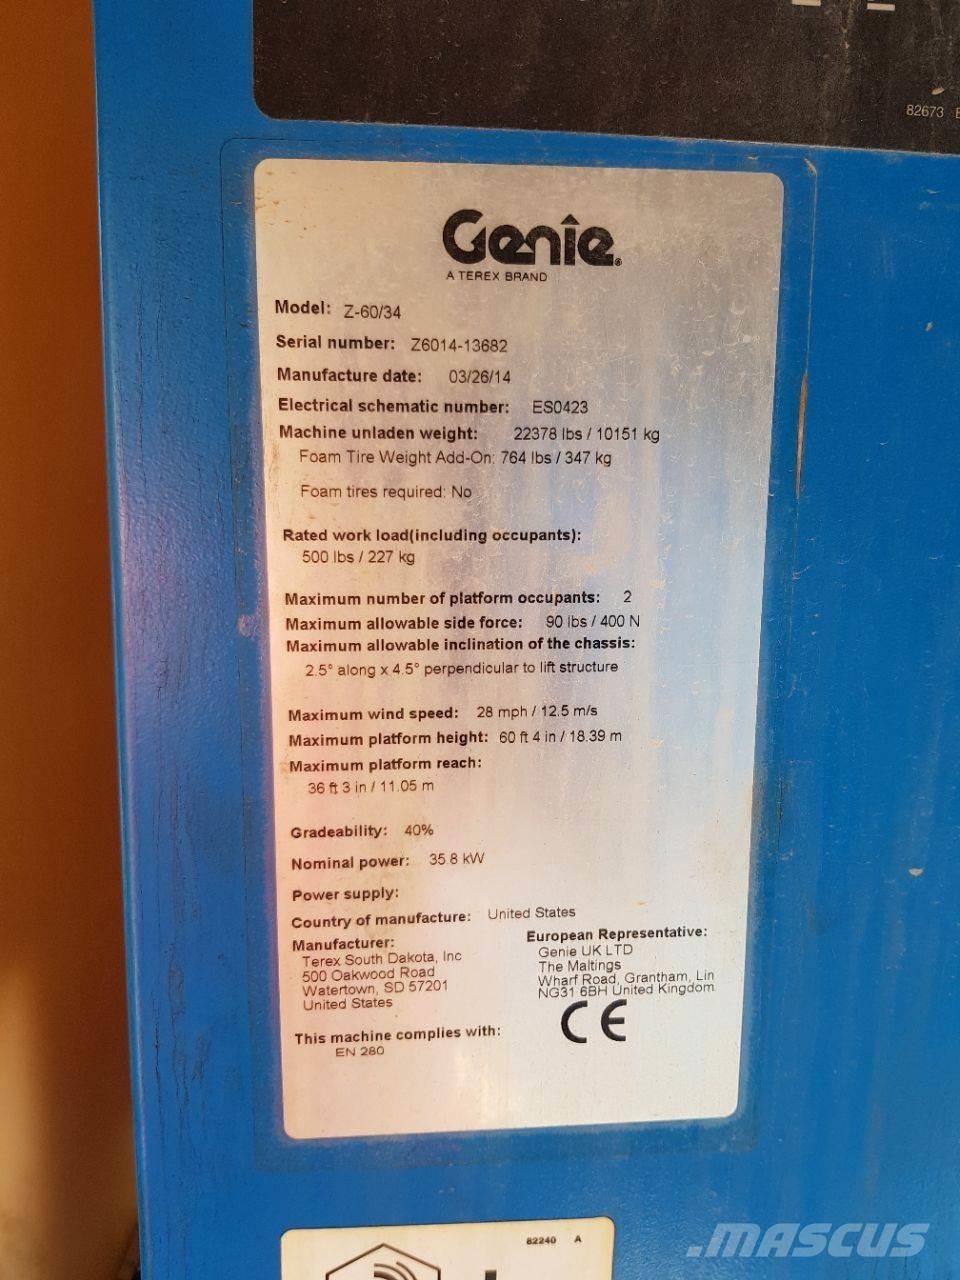 82673
Genie
A TEREX BRAND
Model: Z-60/34
Serial number: Z6014-13682
Manufacture date: 03/26/14
Electrical schematic number: ES0423
Machine unladen weight: 22378 lbs / 10151 kg
Foam Tire Weight Add-On: 764 lbs / 347 kg
Foam tires required: No
Rated work load(including occupants):
500 lbs / 227 kg
Maximum number of platform occupants: 2
Maximum allowable side force: 90 lbs / 400 N
Maximum allowable inclination of the chassis:
2.5° along x 4.5° perpendicular to lift structure
Maximum wind speed: 28 mph / 12.5 m/s
Maximum platform height: 60 ft 4 in / 18.39 m
Maximum platform reach:
36 ft 3 in / 11.05 m
Gradeability: 40%
Nominal power: 35.8 kW
Power supply:
Country of manufacture: United States
Manufacturer:
Terex South Dakota, Inc
500 Oakwood Road
Watertown, SD 57201
United States
European Representative:
Genie UK LTD
The Maltings
Wharf Road, Grantham, Lin
NG31 6BH United Kingdom
CE
This machine complies with:
EN 280
82240 A
MASCUS